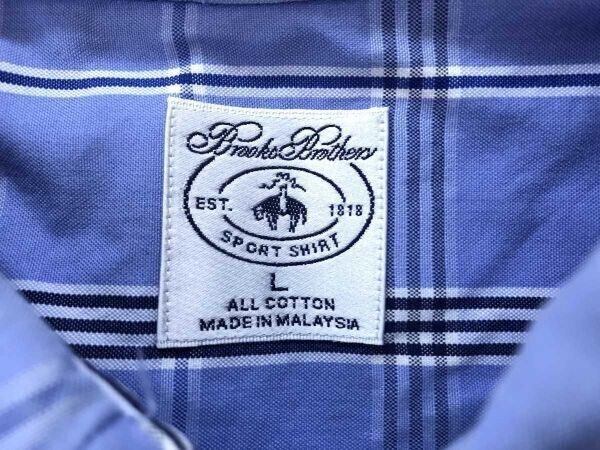 Brooks Brothers
EST. 1818
SPORT SHIRT
L
ALL COTTON
MADE IN MALAYSIA